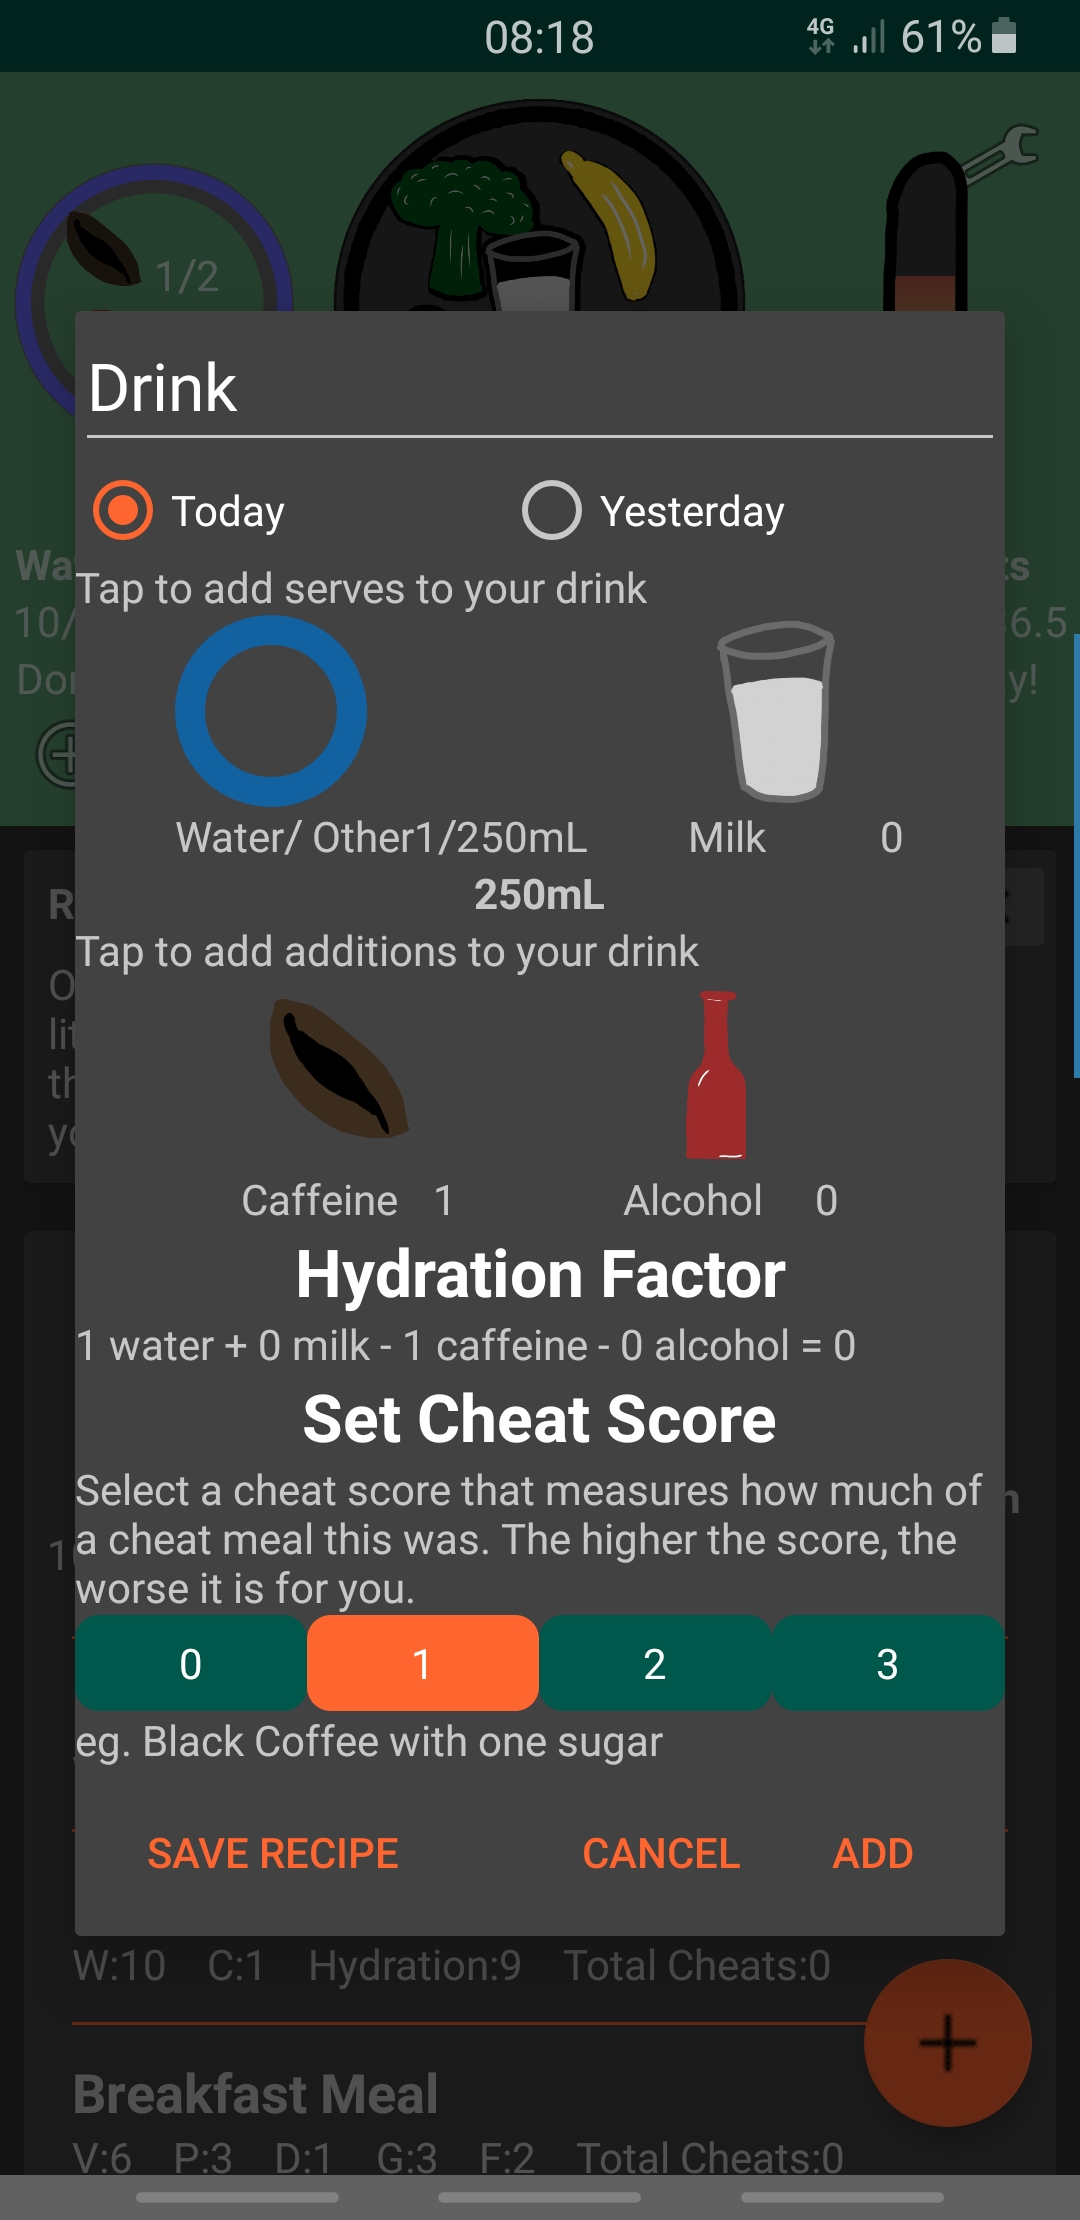 08:18
4G
61%
1/2
Drink
Today
Yesterday
Tap to add serves to your drink
Water/ Other1/250mL
Milk
0
250mL
Tap to add additions to your drink
Caffeine 1
Alcohol 0
Hydration Factor
1 water + 0 milk - 1 caffeine - 0 alcohol = 0
Set Cheat Score
Select a cheat score that measures how much of
a cheat meal this was. The higher the score, the
worse it is for you.
0
1
2
3
eg. Black Coffee with one sugar
SAVE RECIPE
CANCEL
ADD
W:10 C:1 Hydration:9 Total Cheats:0
Breakfast Meal
V:6 P:3 D:1 G:3 F:2 Total Cheats:0